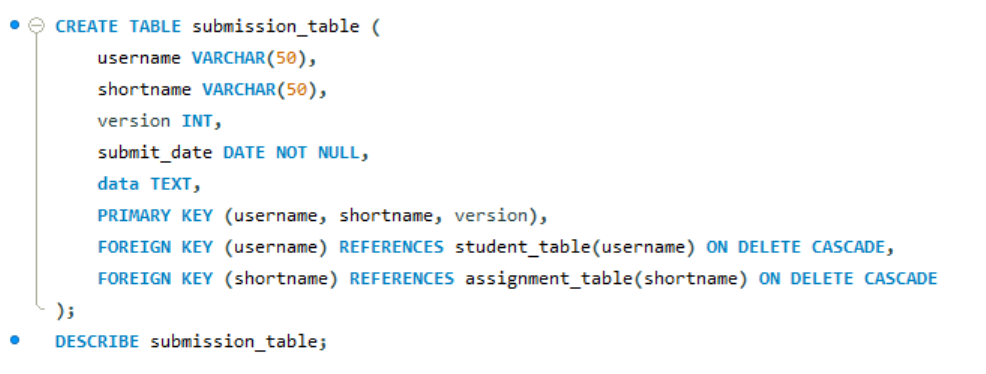 CREATE TABLE submission_table (
username VARCHAR(50),
shortname VARCHAR(50),
version INT,
submit_date DATE NOT NULL,
data TEXT,
PRIMARY KEY (username, shortname, version),
FOREIGN KEY (username) REFERENCES student_table(username) ON DELETE CASCADE,
FOREIGN KEY (shortname) REFERENCES assignment_table(shortname) ON DELETE CASCADE
);
DESCRIBE submission_table;